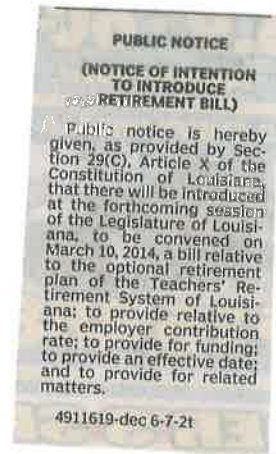 PUBLIC NOTICE
(NOTICE OF INTENTION
TO INTRODUCE
RETIREMENT BILL)
Public notice is hereby
given, as provided by Sec-
tion 29(C), Article X of the
Constitution of Louisiana,
that there will be introduced
at the forthcoming session
of the Legislature of Louisi-
ana, to be convened on
March 10, 2014, a bill relative
to the optional retirement
plan of the Teachers' Re-
tirement System of Louisi-
ana; to provide relative to
the employer contribution
rate; to provide for funding;
to provide an effective date;
and to provide for related
matters.
4911619-dec 6-7-2t